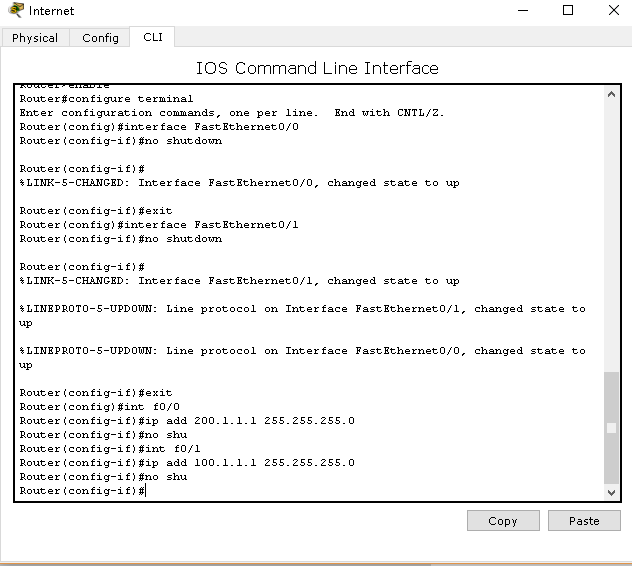 Internet
Physical Config CLI
IOS Command Line Interface
Router>enable
Router#configure terminal
Enter configuration commands, one per line.  End with CNTL/Z.
Router(config)#interface FastEthernet0/0
Router(config-if)#no shutdown
Router(config-if)#
%LINK-5-CHANGED: Interface FastEthernet0/0, changed state to up
Router(config-if)#exit
Router(config)#interface FastEthernet0/1
Router(config-if)#no shutdown
Router(config-if)#
%LINK-5-CHANGED: Interface FastEthernet0/1, changed state to up
%LINEPROTO-5-UPDOWN: Line protocol on Interface FastEthernet0/1, changed state to
up
%LINEPROTO-5-UPDOWN: Line protocol on Interface FastEthernet0/0, changed state to
up
Router(config-if)#exit
Router(config)#int f0/0
Router(config-if)#ip add 200.1.1.1 255.255.255.0
Router(config-if)#no shu
Router(config-if)#int f0/1
Router(config-if)#ip add 100.1.1.1 255.255.255.0
Router(config-if)#no shu
Router(config-if)#
Copy Paste